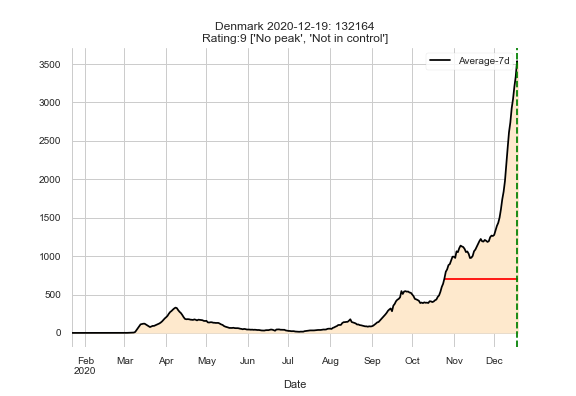 Denmark 2020-12-19: 132164
Rating:9 ['No peak', 'Not in control']
Average-7d
3500
3000
2500
2000
1500
1000
500
0
Feb Mar Apr May Jun Jul Aug Sep Oct Nov Dec
2020
Date